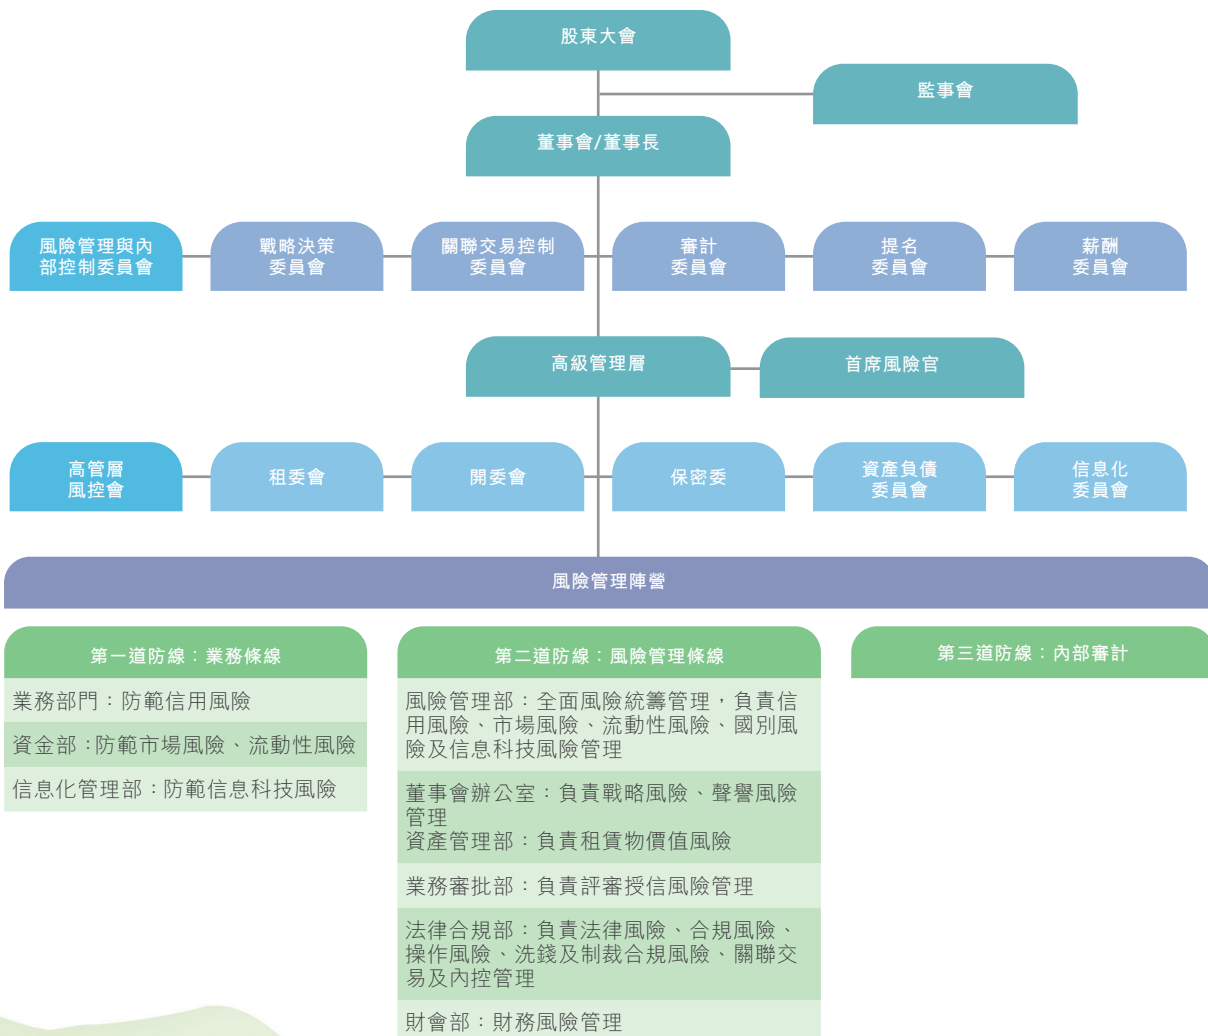 股東大會
監事會
董事會/董事長
風險管理與內
部控制委員會
戰略決策
委員會
關聯交易控制
委員會
審計
委員會
提名
委員會
薪酬
委員會
高級管理層
首席風險官
高管層
風控會
租委會
開委會
保密委
資產負債
委員會
信息化
委員會
風險管理陣營
第一道防線：業務條線
業務部門：防範信用風險
資金部：防範市場風險、流動性風險
信息化管理部：防範信息科技風險
第二道防線：風險管理條線
風險管理部：全面風險統籌管理，負責信
用風險、市場風險、流動性風險、國別風
險及信息科技風險管理
董事會辦公室：負責戰略風險、聲譽風險
管理
資產管理部：負責租賃物價值風險
業務審批部：負責評審授信風險管理
法律合規部：負責法律風險、合規風險、
操作風險、洗錢及制裁合規風險、關聯交
易及內控管理
財會部：財務風險管理
第三道防線：內部審計